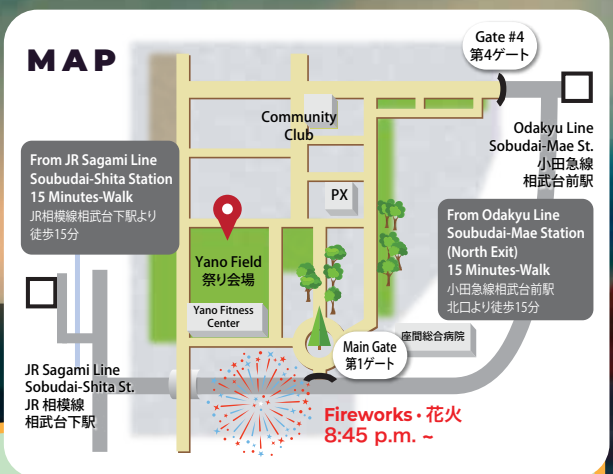 MAP
Gate #4
第4ゲート
Community
Club
Odakyu Line
Sobudai-Mae St.
小田急線
相武台前駅
From JR Sagami Line
Soubudai-Shita Station
15 Minutes-Walk
JR相模線相武台下駅より
徒歩15分
PX
From Odakyu Line
Soubudai-Mae Station
(North Exit)
15 Minutes-Walk
小田急線相武台前駅
北口より徒歩15分
Yano Field
祭り会場
Yano Fitness
Center
Main Gate
第1ゲート
座間総合病院
JR Sagami Line
Sobudai-Shita St.
JR 相模線
相武台下駅
Fireworks・花火
8:45 p.m. ~